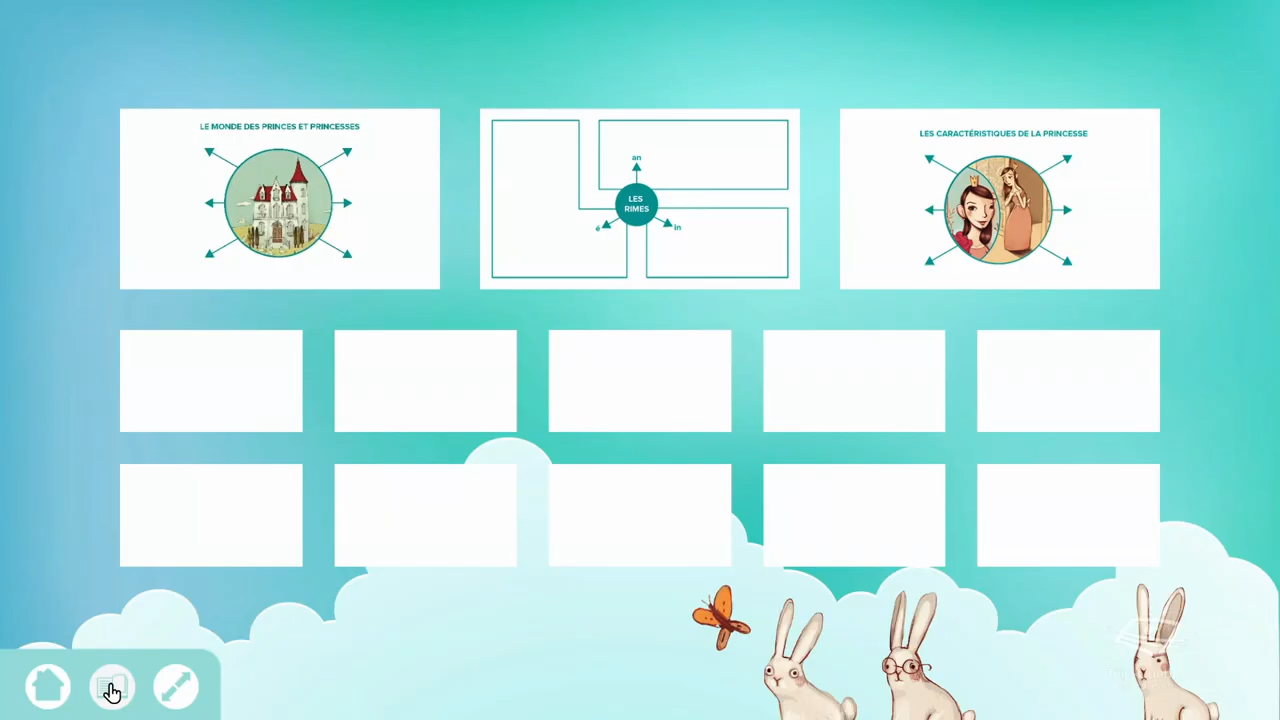 LE MONDE DES PRINCES ET PRINCESSES
an
LES
RIMES
é
in
LES CARACTÉRISTIQUES DE LA PRINCESSE